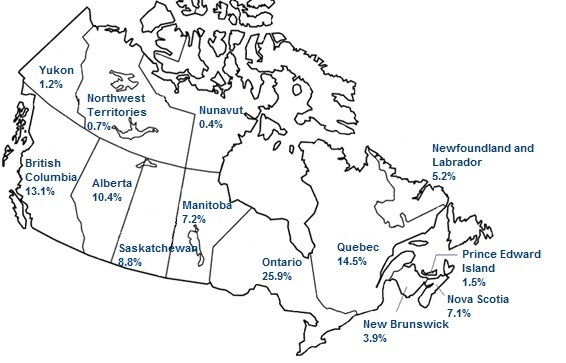 Yukon
1.2%
Northwest
Territories
0.7%
Nunavut
0.4%
British
Columbia
13.1%
Alberta
10.4%
Saskatchewan
8.8%
Manitoba
7.2%
Ontario
25.9%
Quebec
14.5%
Newfoundland and
Labrador
5.2%
Prince Edward
Island
1.5%
Nova Scotia
7.1%
New Brunswick
3.9%